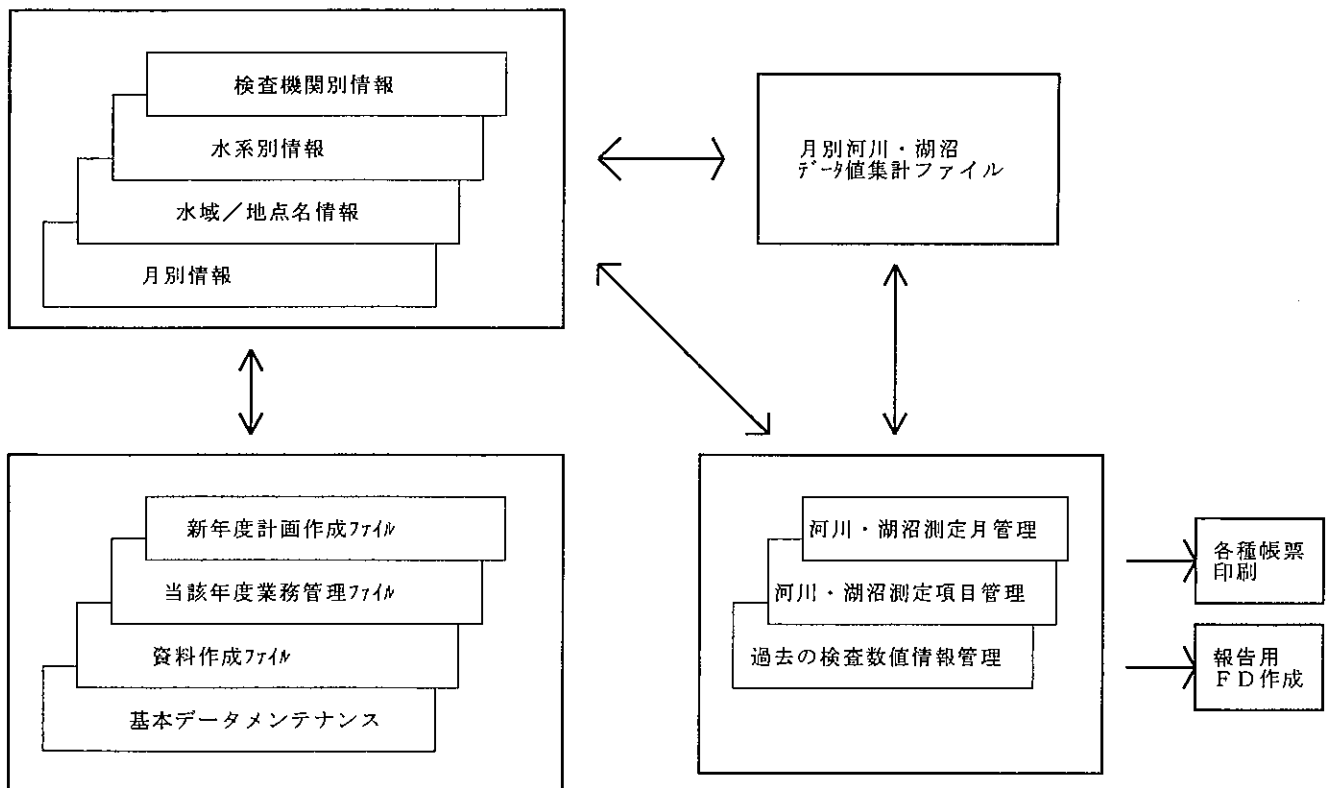 検査機関別情報
水系別情報
水域／地点名情報
月別情報
月別河川・湖沼
ﾃﾞｰﾀ値集計ファイル
新年度計画作成ﾌｧｲﾙ
当該年度業務管理ﾌｧｲﾙ
資料作成ﾌｧｲﾙ
基本データメンテナンス
河川・湖沼測定月管理
河川・湖沼測定項目管理
過去の検査数値情報管理
各種帳票
印刷
報告用
ＦＤ作成